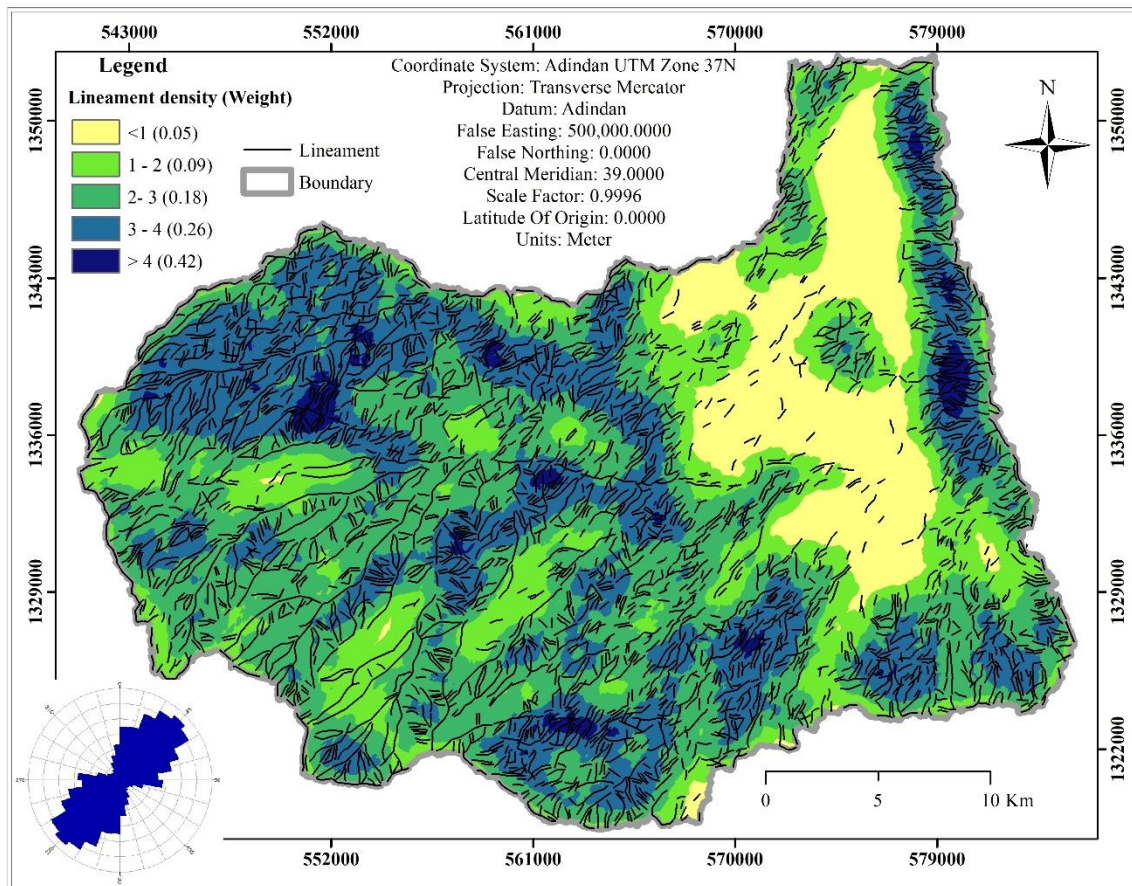 543000 552000 561000 570000 579000
Legend
Lineament density (Weight)
<1 (0.05)
1 - 2 (0.09)
2- 3 (0.18)
3 - 4 (0.26)
> 4 (0.42)
Lineament
Boundary
Coordinate System: Adindan UTM Zone 37N
Projection: Transverse Mercator
Datum: Adindan
False Easting: 500,000.0000
False Northing: 0.0000
Central Meridian: 39.0000
Scale Factor: 0.9996
Latitude Of Origin: 0.0000
Units: Meter
N
1350000
1343000
1336000
1329000
1350000
1343000
1336000
1329000
1322000
0 5 10 Km
552000 561000 570000 579000